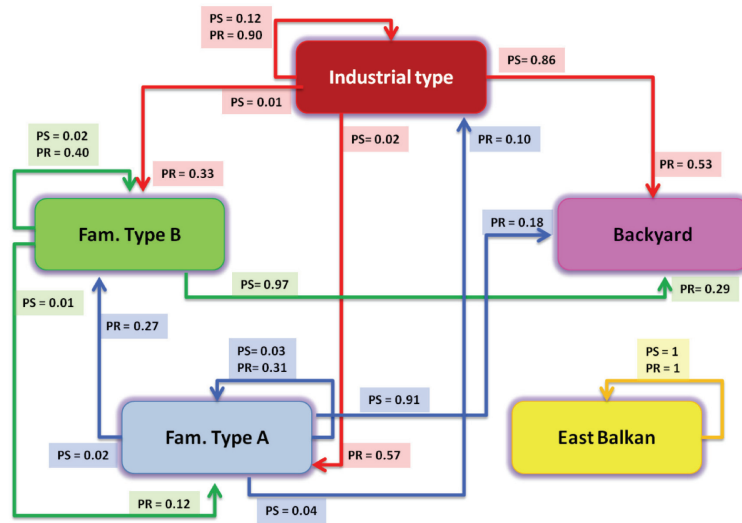 PS = 0.12
PR = 0.90
Industrial type
PS= 0.86
PS = 0.01
PS = 0.02
PR = 0.10
PS = 0.02
PR = 0.40
PR = 0.33
PR = 0.53
Fam. Type B
PR = 0.18
Backyard
PS = 0.01
PS = 0.97
PR= 0.29
PR = 0.27
PS= 0.03
PR= 0.31
PS = 1
PR = 1
PS = 0.91
Fam. Type A
East Balkan
PS = 0.02
PR = 0.57
PR = 0.12
PS = 0.04